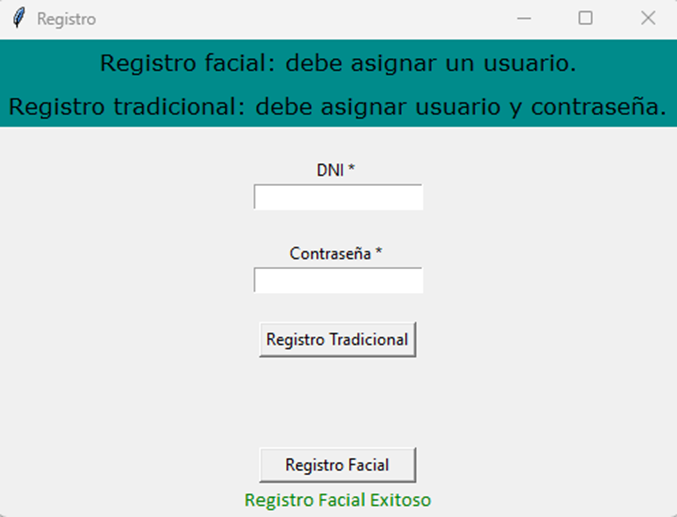 Registro
Registro facial: debe asignar un usuario.
Registro tradicional: debe asignar usuario y contraseña.
DNI *
Contraseña *
Registro Tradicional
Registro Facial
Registro Facial Exitoso